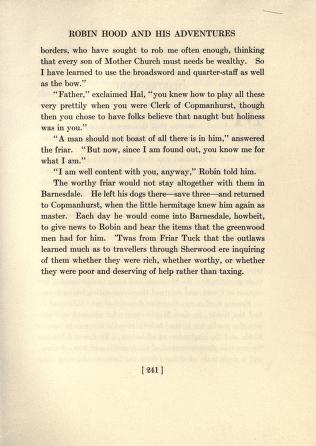 ROBIN HOOD AND HIS ADVENTURES
borders, who have sought to rob me often enough, thinking
that every son of Mother Church must needs be wealthy. So
I have learned to use the broadsword and quarter-staff as well
as the bow."
"Father," exclaimed Hal, "you knew how to play all these
very prettily when you were Clerk of Copmanhurst, though
then you chose to have folks believe that naught but holiness
was in you."
"A man should not boast of all there is in him," answered
the friar. "But now, since I am found out, you know me for
what I am."
"I am well content with you, anyway," Robin told him.
The worthy friar would not stay altogether with them in
Barnesdale. He left his dogs there—save three—and returned
to Copmanhurst, when the little hermitage knew him again as
master. Each day he would come into Barnesdale, howbeit,
to give news to Robin and hear the items that the greenwood
men had for him. 'Twas from Friar Tuck that the outlaws
learned much as to travellers through Sherwood ere inquiring
of them whether they were rich, whether worthy, or whether
they were poor and deserving of help rather than taxing.
[ 241 ]